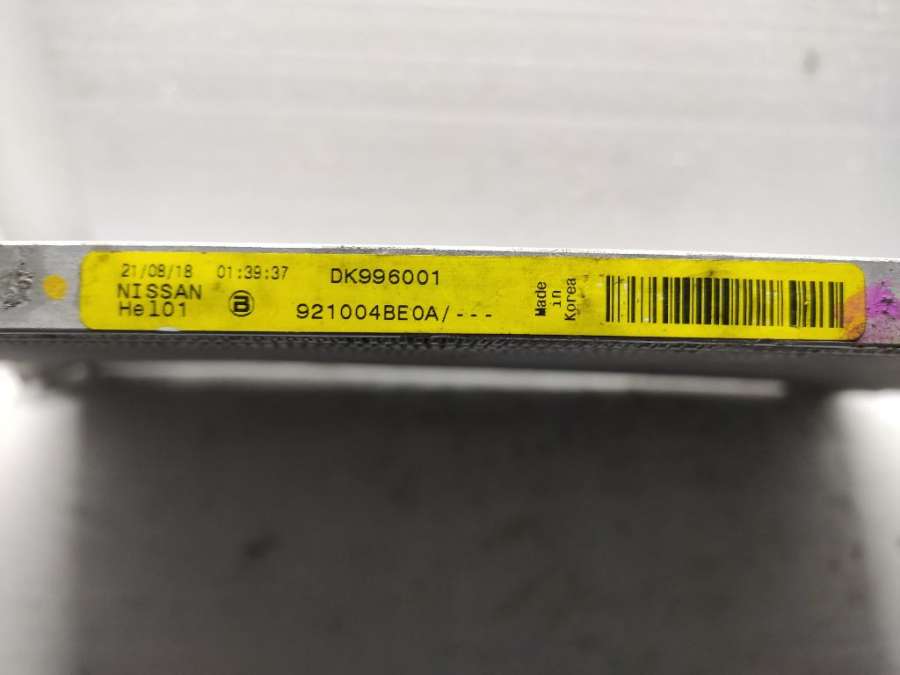 21/08/18 01:39:37 DK996001
NISSAN
He101 B 921004BE0A/---
Made
in
Korea